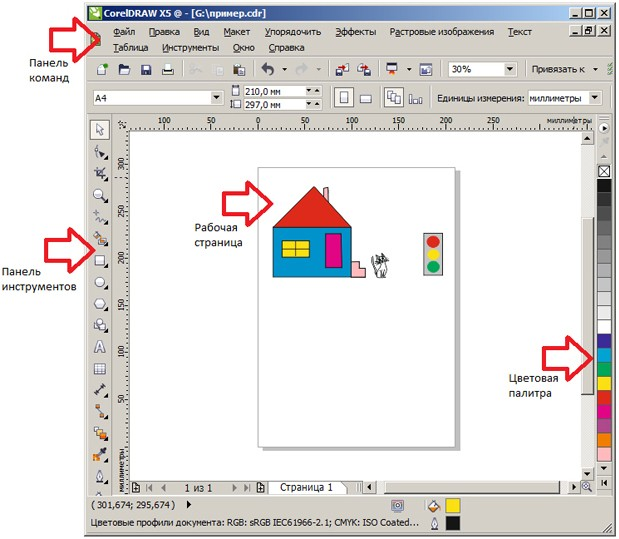 CorelDRAW X5 @ - [G:\пример.cdr]
Файл Правка Вид Макет Упорядочить Эффекты Растровые изображения Текст
Таблица Инструменты Окно Справка
Панель
команд
30%
Привязать к
A4
210,0 мм
297,0 мм
Единицы измерения: миллиметры
100 50 0 50 100 150 200 250 миллиметры
300
250
200
150
100
50
миллиметры
Рабочая
страница
Панель
инструментов
Цветовая
палитра
1 из 1
Страница 1
( 301,674; 295,674 )
Цветовые профили документа: RGB: sRGB IEC61966-2.1; CMYK: ISO Coated...